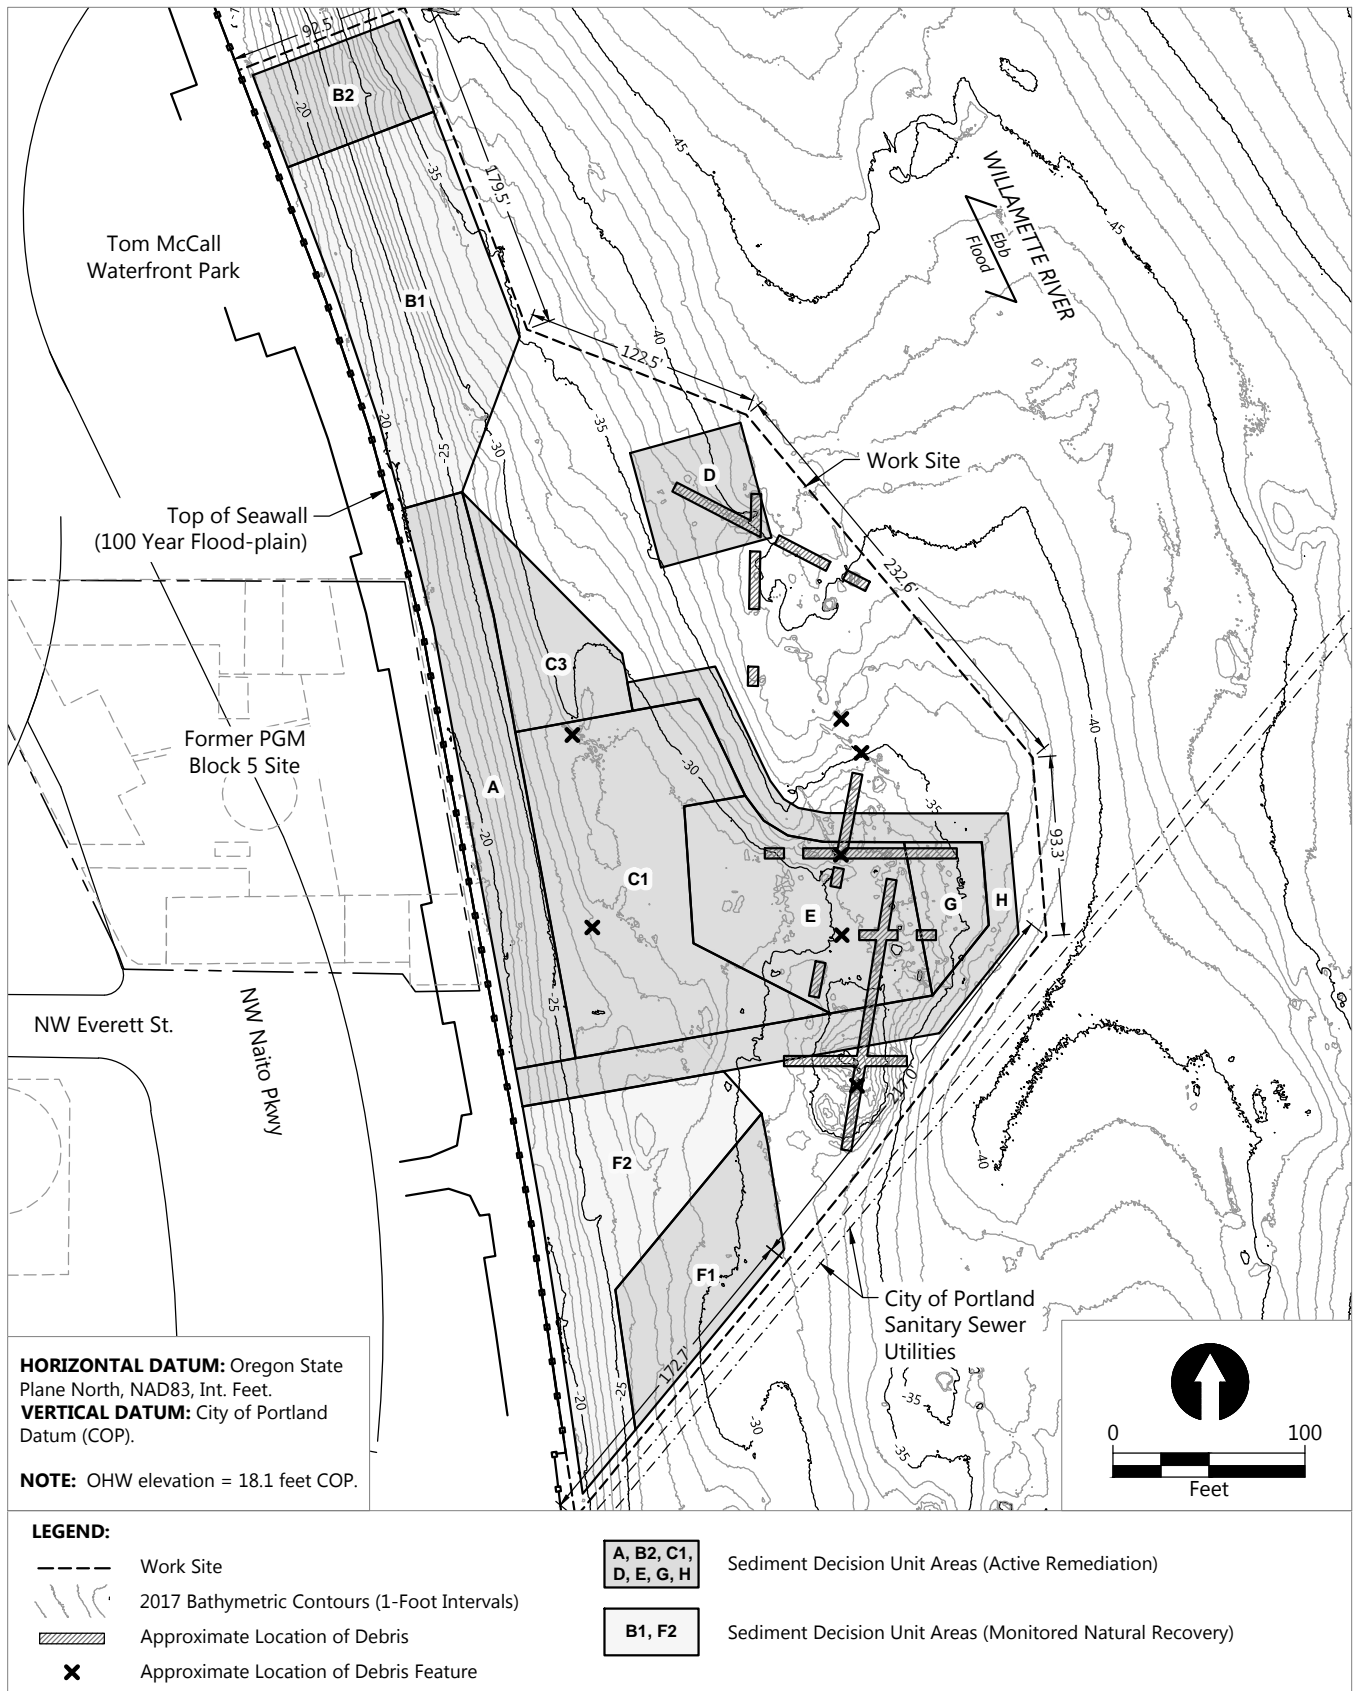 92.5'
B2
-20
-35
179.5'
-45
WILLAMETTE RIVER
Ebb
Flood
-45
Tom McCall
Waterfront Park
B1
-40
122.5'
-20
-25
-30
-35
Work Site
D
Top of Seawall
(100 Year Flood-plain)
232.6'
C3
Former PGM
Block 5 Site
-40
-30
A
-35
-20
93.3'
C1
E
G
H
-25
NW Everett St.
NW Naito Pkwy
-40
F2
F1
City of Portland
Sanitary Sewer
Utilities
172.7'
-20
-25
-30
-35
-35
HORIZONTAL DATUM: Oregon State
Plane North, NAD83, Int. Feet.
VERTICAL DATUM: City of Portland
Datum (COP).
NOTE: OHW elevation = 18.1 feet COP.
0 100
Feet
LEGEND:
Work Site
2017 Bathymetric Contours (1-Foot Intervals)
Approximate Location of Debris
Approximate Location of Debris Feature
A, B2, C1,
D, E, G, H
Sediment Decision Unit Areas (Active Remediation)
B1, F2
Sediment Decision Unit Areas (Monitored Natural Recovery)